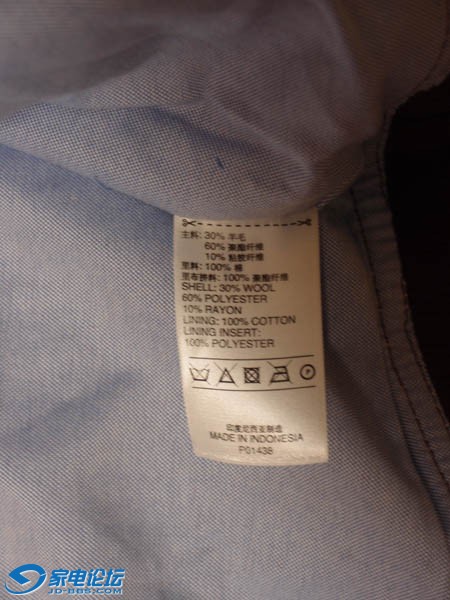 主料: 30% 羊毛
60% 聚酯纤维
10% 粘胶纤维
里料: 100% 棉
里布拼料: 100% 聚酯纤维
SHELL: 30% WOOL
60% POLYESTER
10% RAYON
LINING: 100% COTTON
LINING INSERT:
100% POLYESTER
P
印度尼西亚制造
MADE IN INDONESIA
P01438
家电论坛
JD-BBS.COM